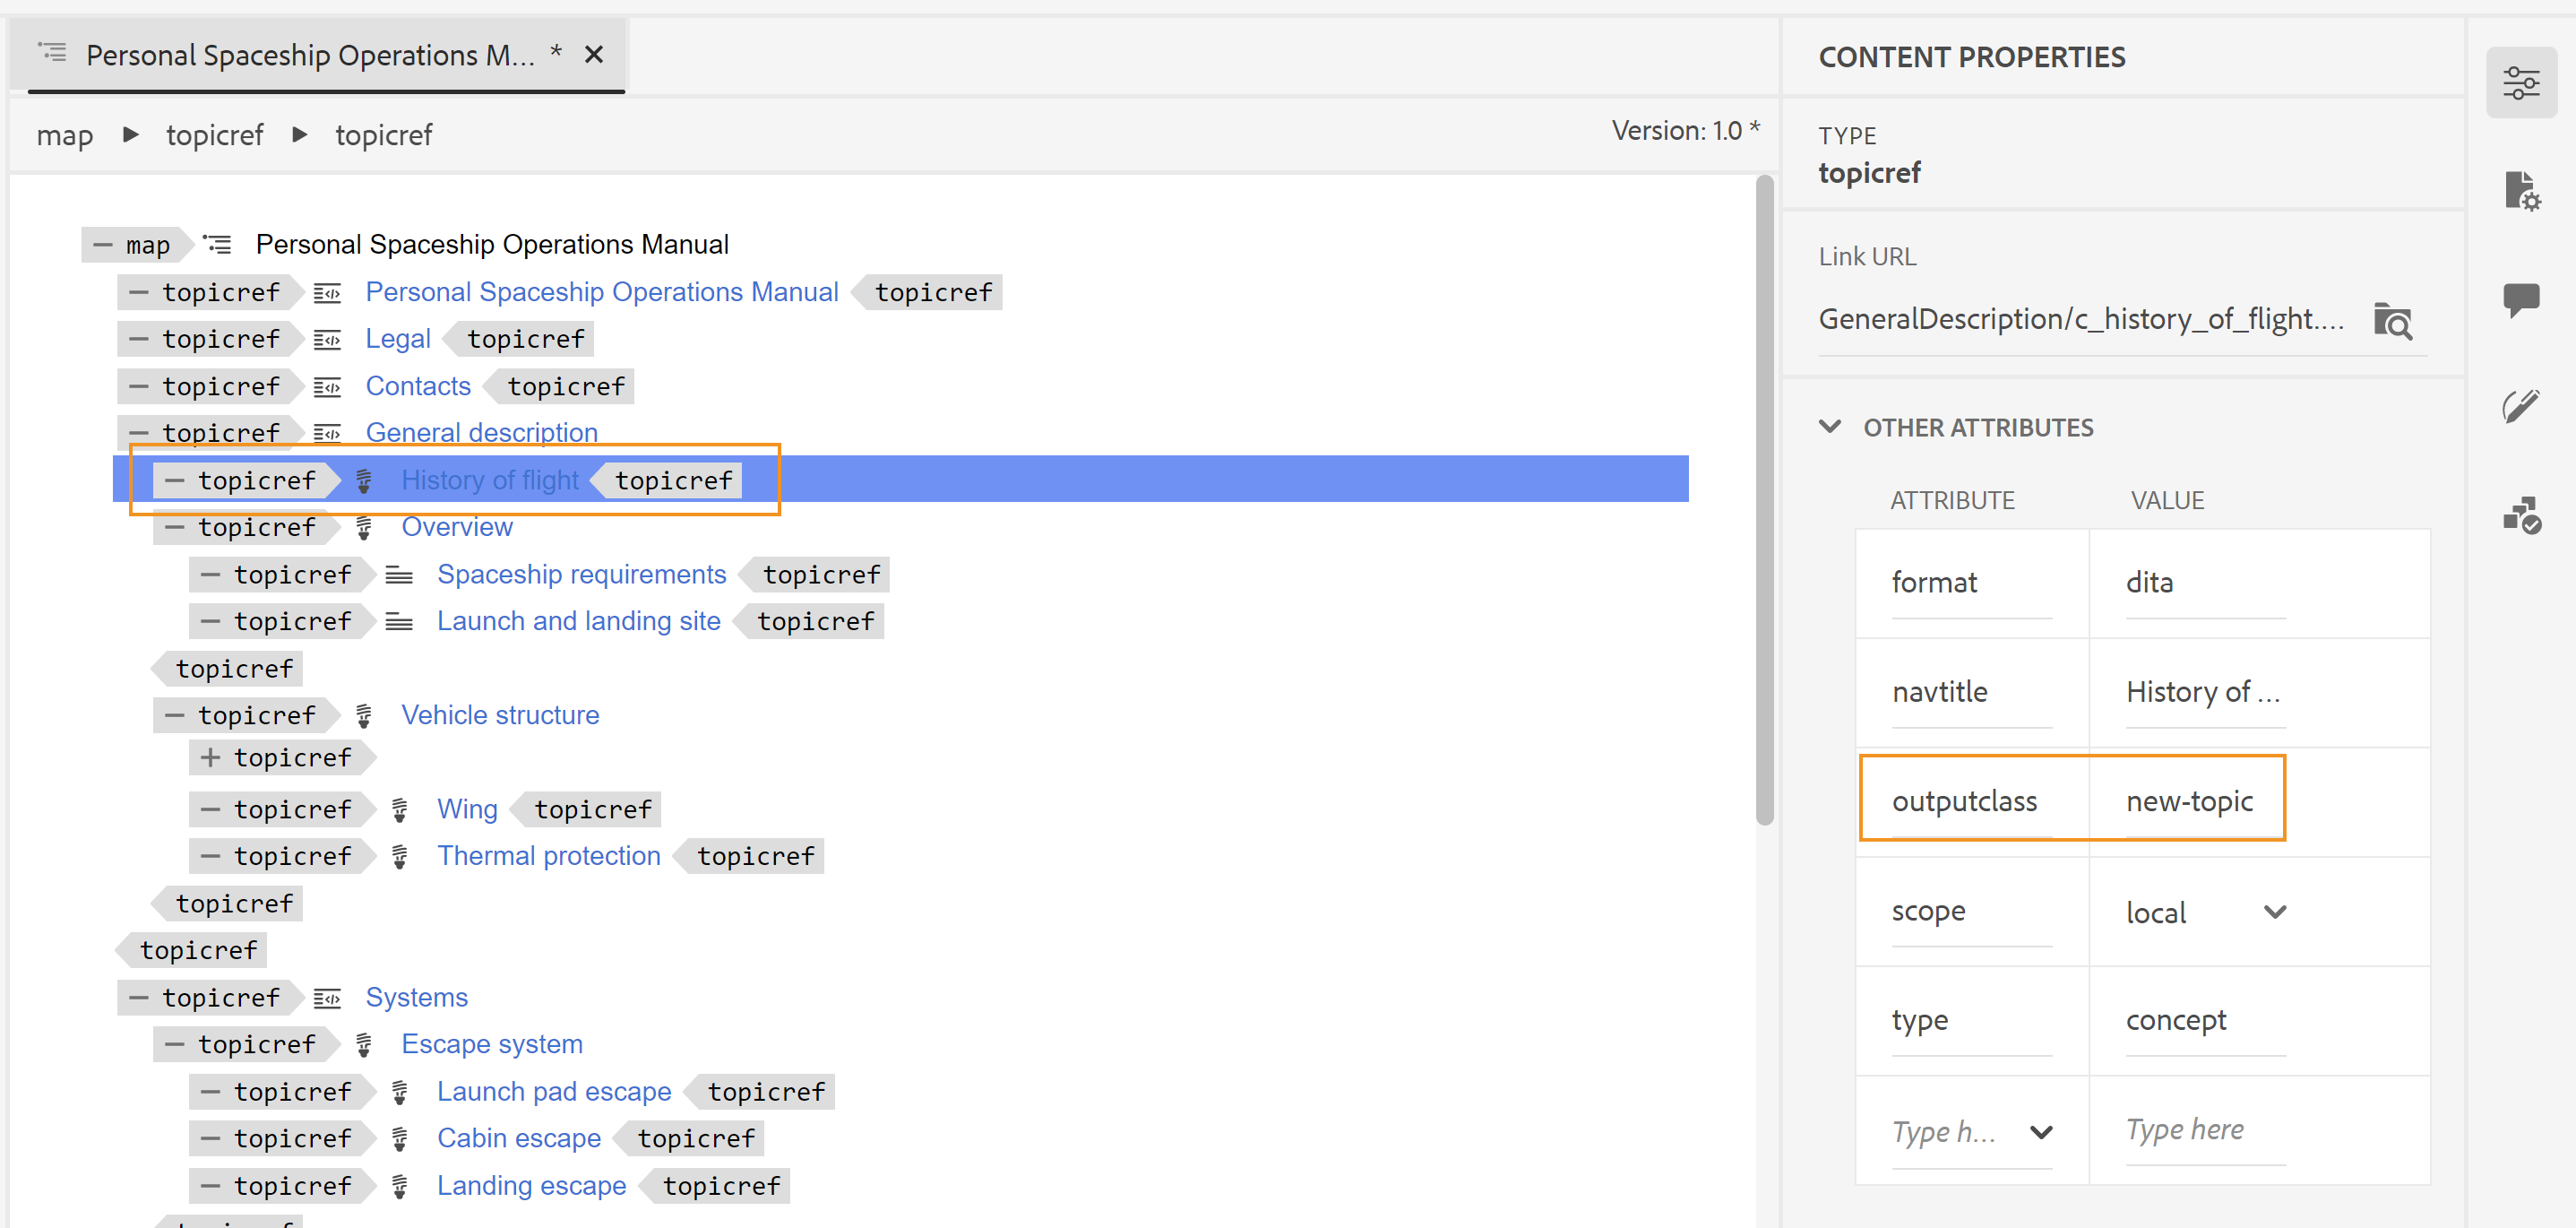 Personal Spaceship Operations M... * ×
map ▶ topicref ▶ topicref
Version: 1.0 *
map Personal Spaceship Operations Manual
topicref Personal Spaceship Operations Manual topicref
topicref Legal topicref
topicref Contacts topicref
topicref General description
topicref History of flight topicref
topicref Overview
topicref Spaceship requirements topicref
topicref Launch and landing site topicref
topicref
topicref Vehicle structure
topicref
topicref Wing topicref
topicref Thermal protection topicref
topicref
topicref
topicref Systems
topicref Escape system
topicref Launch pad escape topicref
topicref Cabin escape topicref
topicref Landing escape topicref
CONTENT PROPERTIES
TYPE
topicref
Link URL
GeneralDescription/c_history_of_flight....
OTHER ATTRIBUTES
ATTRIBUTE VALUE
format dita
navtitle History of ...
outputclass new-topic
scope local
type concept
Type h... Type here